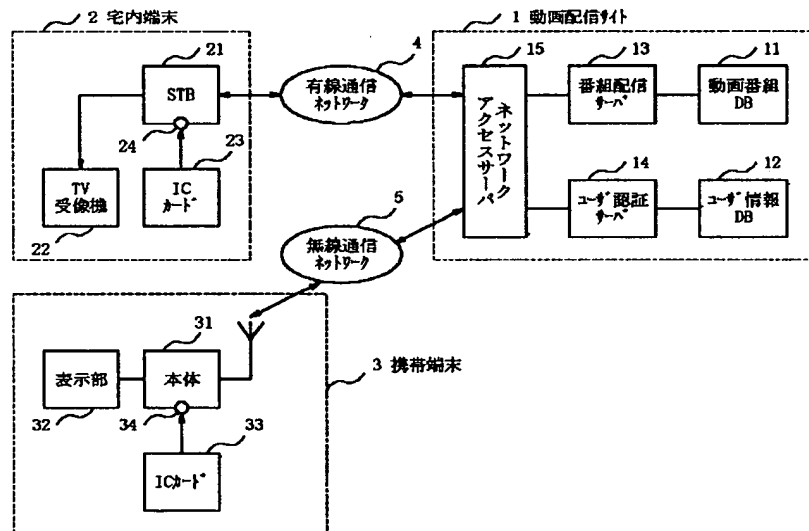 2 宅内端末
21
STB
24
23
TV
受像機
22
IC
ｶｰﾄﾞ
4
有線通信
ﾈｯﾄﾜｰｸ
5
無線通信
ﾈｯﾄﾜｰｸ
1 動画配信ｻｲﾄ
15
ネットワーク
アクセスサーバ
13
番組配信
ｻｰﾊﾞ
11
動画番組
DB
14
ﾕｰｻﾞ認証
ｻｰﾊﾞ
12
ﾕｰｻﾞ情報
DB
3 携帯端末
31
表示部
32
本体
34
33
ICｶｰﾄﾞ